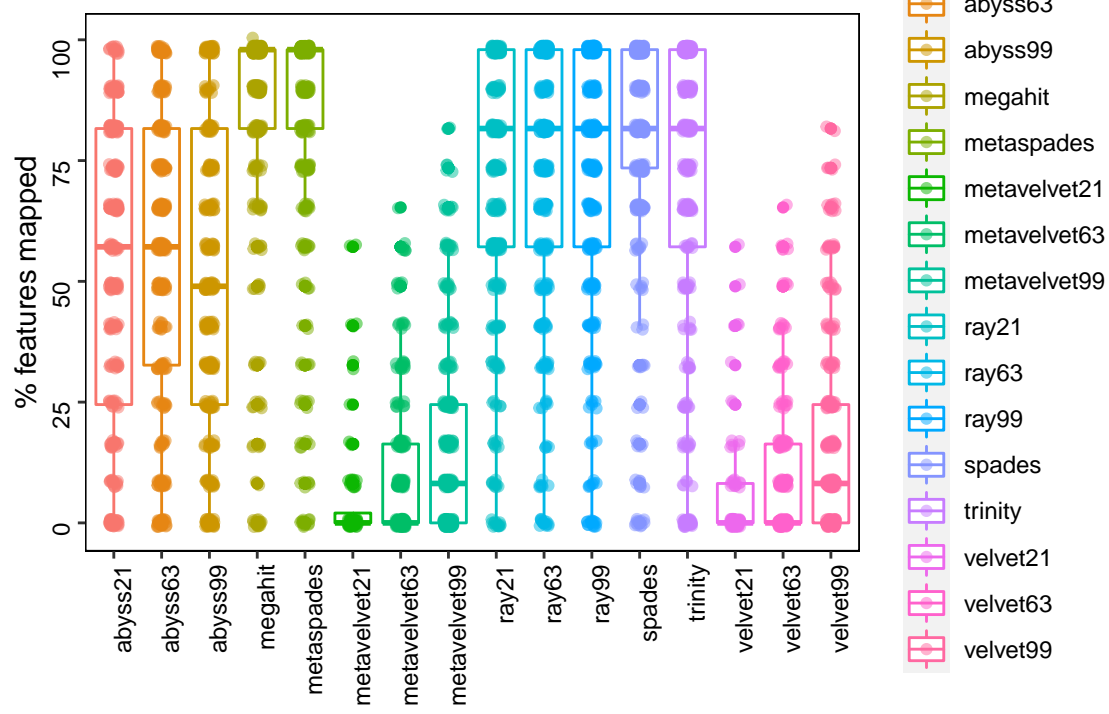 % features mapped
100
75
50
25
0
abyss21
abyss63
abyss99
megahit
metaspades
metavelvet21
metavelvet63
metavelvet99
ray21
ray63
ray99
spades
trinity
velvet21
velvet63
velvet99
abyss63
abyss99
megahit
metaspades
metavelvet21
metavelvet63
metavelvet99
ray21
ray63
ray99
spades
trinity
velvet21
velvet63
velvet99